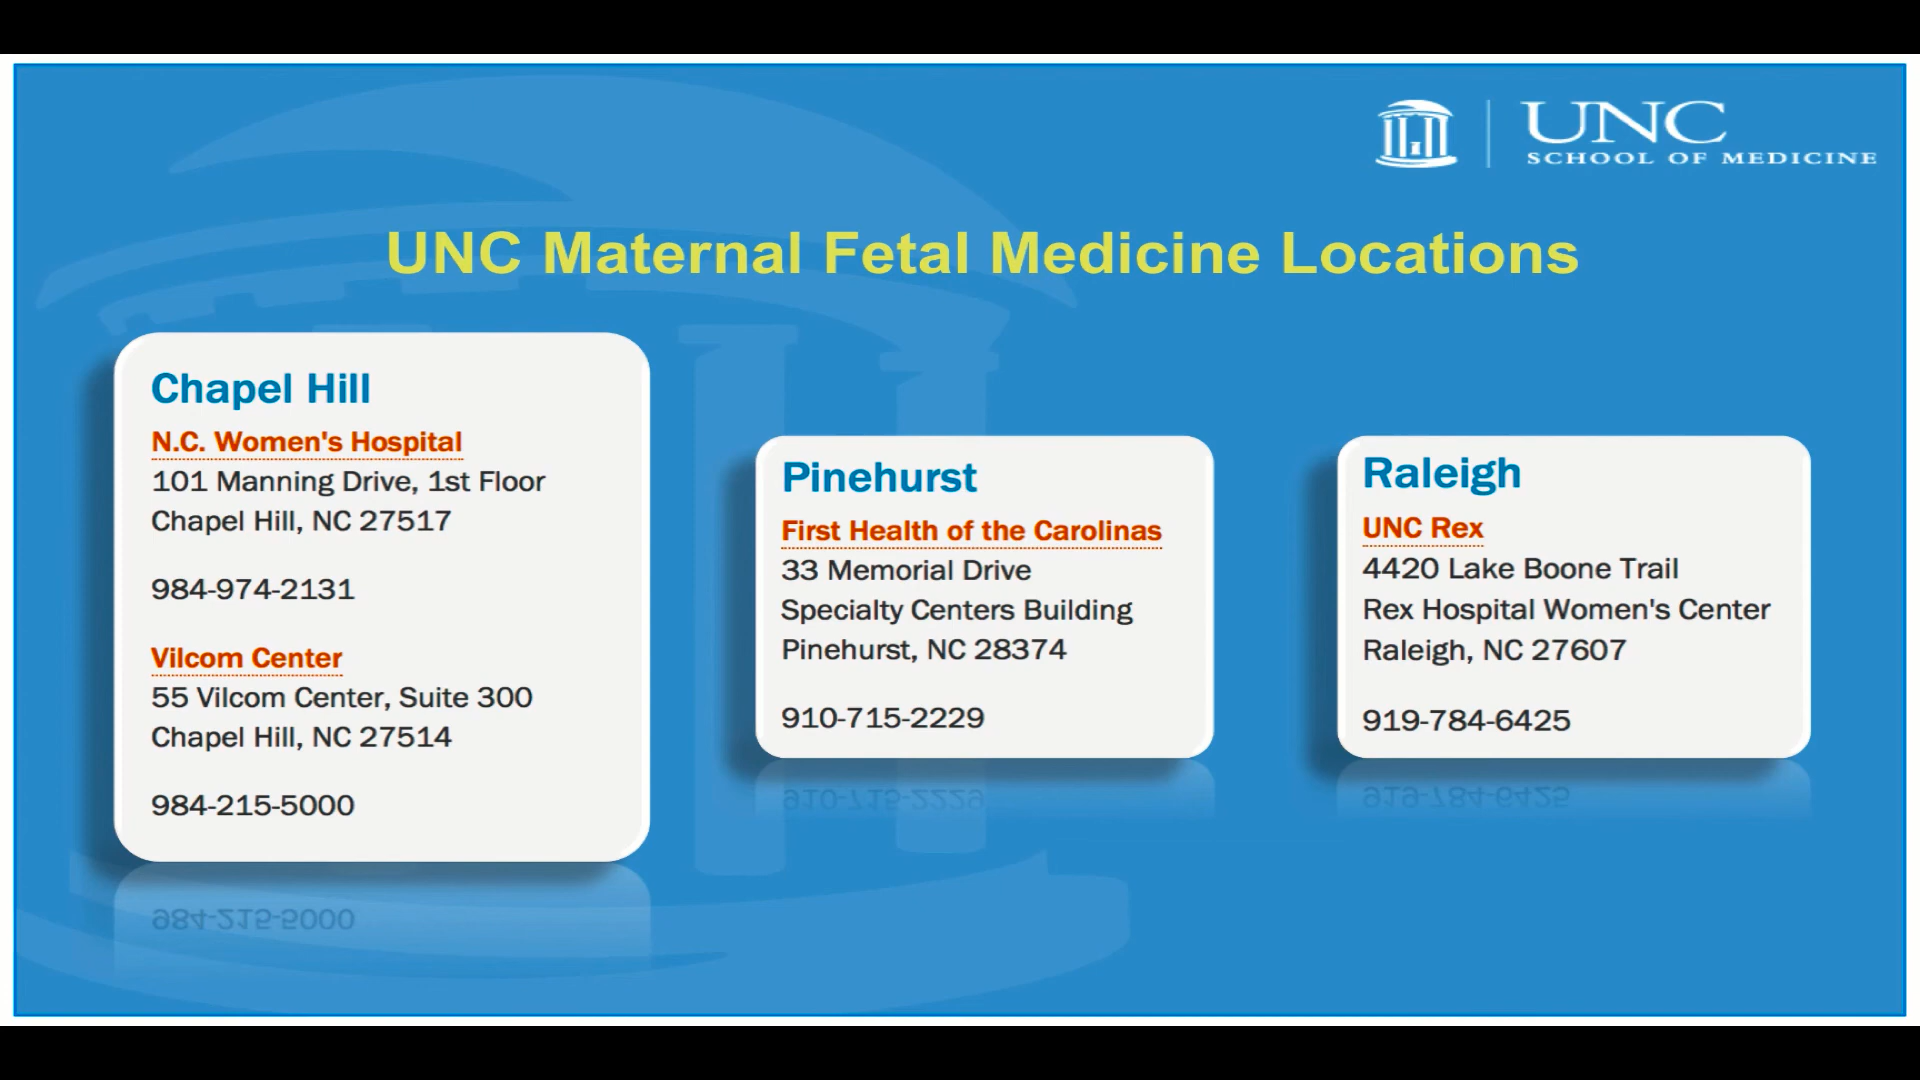 UNC
SCHOOL OF MEDICINE
UNC Maternal Fetal Medicine Locations
Chapel Hill
N.C. Women's Hospital
101 Manning Drive, 1st Floor
Chapel Hill, NC 27517
984-974-2131
Vilcom Center
55 Vilcom Center, Suite 300
Chapel Hill, NC 27514
984-215-5000
Pinehurst
First Health of the Carolinas
33 Memorial Drive
Specialty Centers Building
Pinehurst, NC 28374
910-715-2229
Raleigh
UNC Rex
4420 Lake Boone Trail
Rex Hospital Women's Center
Raleigh, NC 27607
919-784-6425